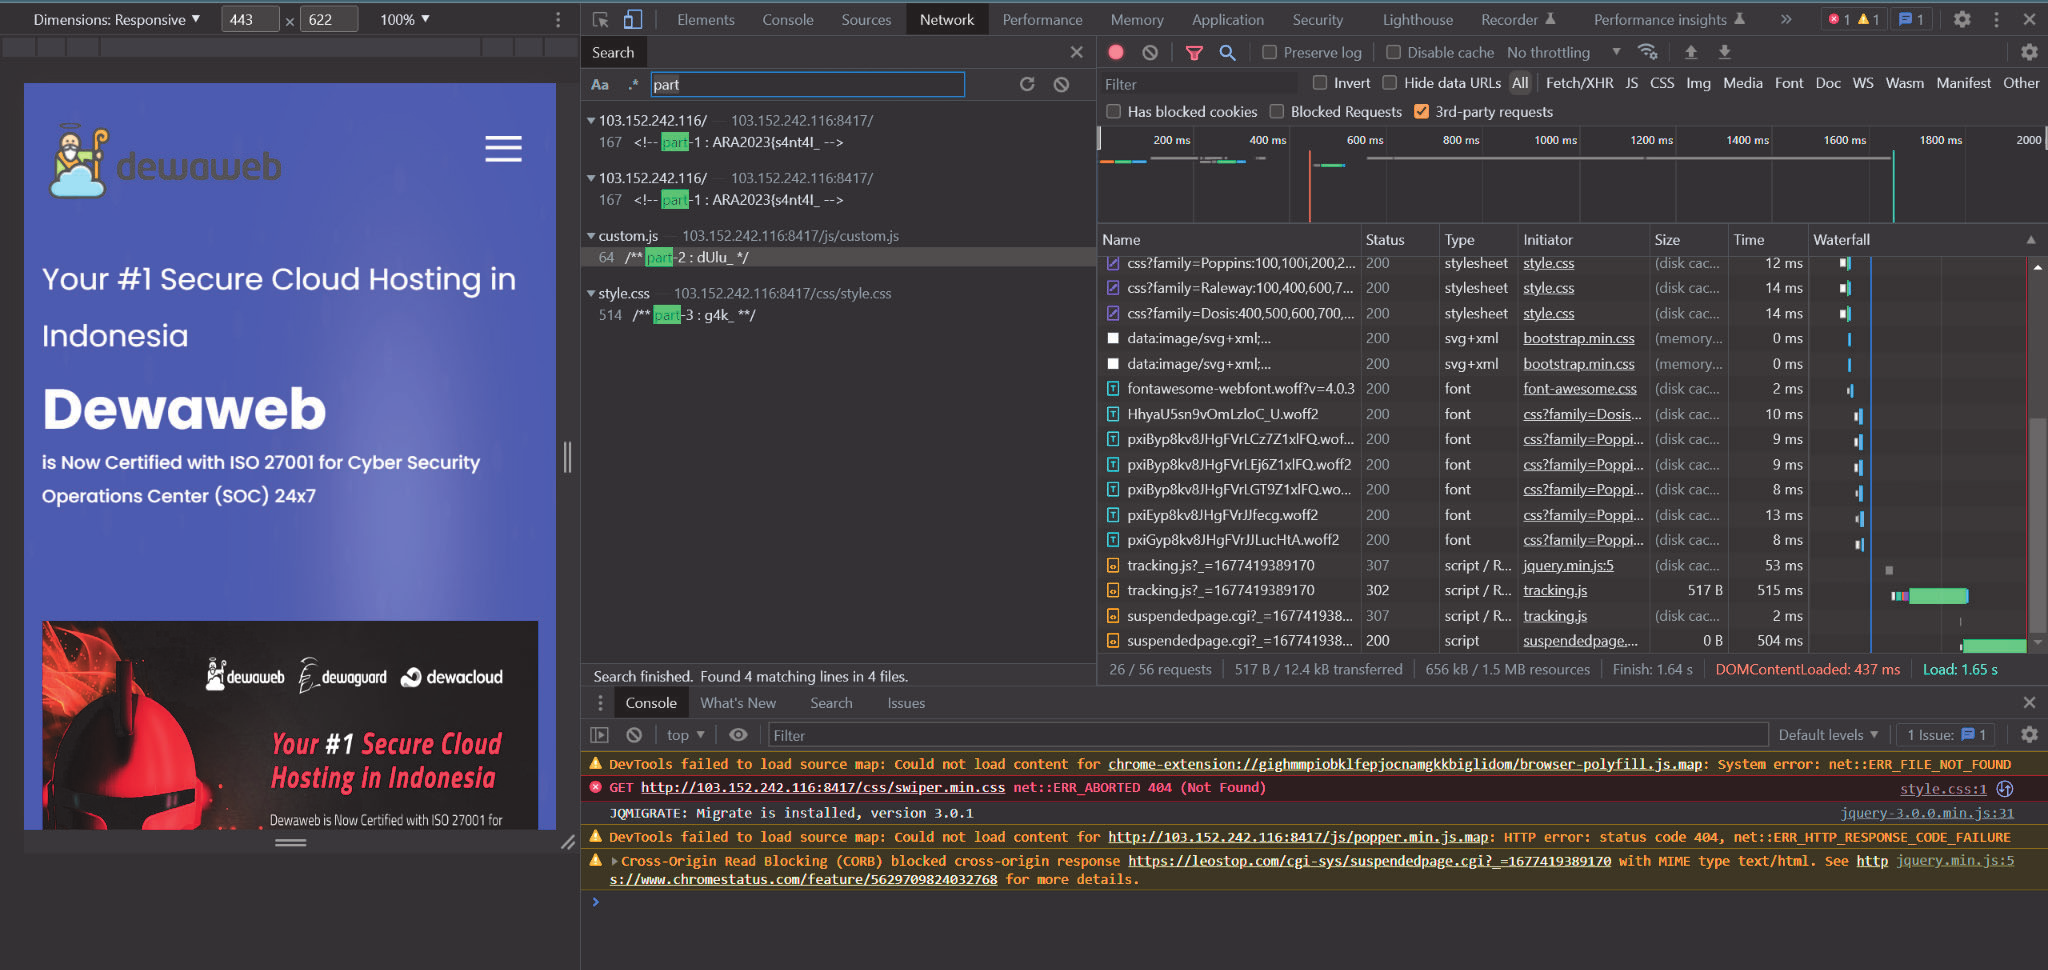 Dimensions: Responsive ▼ 443 × 622 100% ▼
Elements Console Sources Network Performance Memory Application Security Lighthouse Recorder Performance insights » 1 1 1
Search
Aa .* part
103.152.242.116/ — 103.152.242.116:8417/
167 <!-- part-1 : ARA2023{s4nt4I_ -->
103.152.242.116/ — 103.152.242.116:8417/
167 <!-- part-1 : ARA2023{s4nt4I_ -->
custom.js — 103.152.242.116:8417/js/custom.js
64 /** part-2 : dUlu_ */
style.css — 103.152.242.116:8417/css/style.css
514 /** part-3 : g4k_ **/
Search finished. Found 4 matching lines in 4 files.
dewaweb
Your #1 Secure Cloud Hosting in
Indonesia
Dewaweb
is Now Certified with ISO 27001 for Cyber Security
Operations Center (SOC) 24x7
dewaweb dewaguard dewacloud
Your #1 Secure Cloud
Hosting in Indonesia
Dewaweb is Now Certified with ISO 27001 for
Preserve log Disable cache No throttling ▼
Filter Invert Hide data URLs All Fetch/XHR JS CSS Img Media Font Doc WS Wasm Manifest Other
Has blocked cookies Blocked Requests 3rd-party requests
200 ms 400 ms 600 ms 800 ms 1000 ms 1200 ms 1400 ms 1600 ms 1800 ms 2000
Name Status Type Initiator Size Time Waterfall
css?family=Poppins:100,100i,200,2... 200 stylesheet style.css (disk cac... 12 ms
css?family=Raleway:100,400,600,7... 200 stylesheet style.css (disk cac... 14 ms
css?family=Dosis:400,500,600,700,... 200 stylesheet style.css (disk cac... 14 ms
data:image/svg+xml;... 200 svg+xml bootstrap.min.css (memory... 0 ms
data:image/svg+xml;... 200 svg+xml bootstrap.min.css (memory... 0 ms
fontawesome-webfont.woff?v=4.0.3 200 font font-awesome.css (disk cac... 2 ms
HhyaU5sn9vOmLzloC_U.woff2 200 font css?family=Dosis... (disk cac... 10 ms
pxiByp8kv8JHgFVrLCz7Z1xlFQ.wof... 200 font css?family=Poppi... (disk cac... 9 ms
pxiByp8kv8JHgFVrLEj6Z1xlFQ.woff2 200 font css?family=Poppi... (disk cac... 9 ms
pxiByp8kv8JHgFVrLGT9Z1xlFQ.wo... 200 font css?family=Poppi... (disk cac... 8 ms
pxiEyp8kv8JHgFVrJJfecg.woff2 200 font css?family=Poppi... (disk cac... 13 ms
pxiGyp8kv8JHgFVrJJLucHtA.woff2 200 font css?family=Poppi... (disk cac... 8 ms
tracking.js?_=1677419389170 307 script / R... jquery.min.js:5 (disk cac... 53 ms
tracking.js?_=1677419389170 302 script / R... tracking.js 517 B 515 ms
suspendedpage.cgi?_=167741938... 307 script / R... tracking.js (disk cac... 2 ms
suspendedpage.cgi?_=167741938... 200 script suspendedpage.... 0 B 504 ms
26 / 56 requests 517 B / 12.4 kB transferred 656 kB / 1.5 MB resources Finish: 1.64 s DOMContentLoaded: 437 ms Load: 1.65 s
Console What's New Search Issues
top ▼ Filter Default levels ▼ 1 Issue: 1
DevTools failed to load source map: Could not load content for chrome-extension://gighmmpiobklfepjocnamgkkbiglidom/browser-polyfill.js.map: System error: net::ERR_FILE_NOT_FOUND
GET http://103.152.242.116:8417/css/swiper.min.css net::ERR_ABORTED 404 (Not Found) style.css:1
JQMIGRATE: Migrate is installed, version 3.0.1 jquery-3.0.0.min.js:31
DevTools failed to load source map: Could not load content for http://103.152.242.116:8417/js/popper.min.js.map: HTTP error: status code 404, net::ERR_HTTP_RESPONSE_CODE_FAILURE
Cross-Origin Read Blocking (CORB) blocked cross-origin response https://leostop.com/cgi-sys/suspendedpage.cgi?_=1677419389170 with MIME type text/html. See http jquery.min.js:5
s://www.chromestatus.com/feature/5629709824032768 for more details.